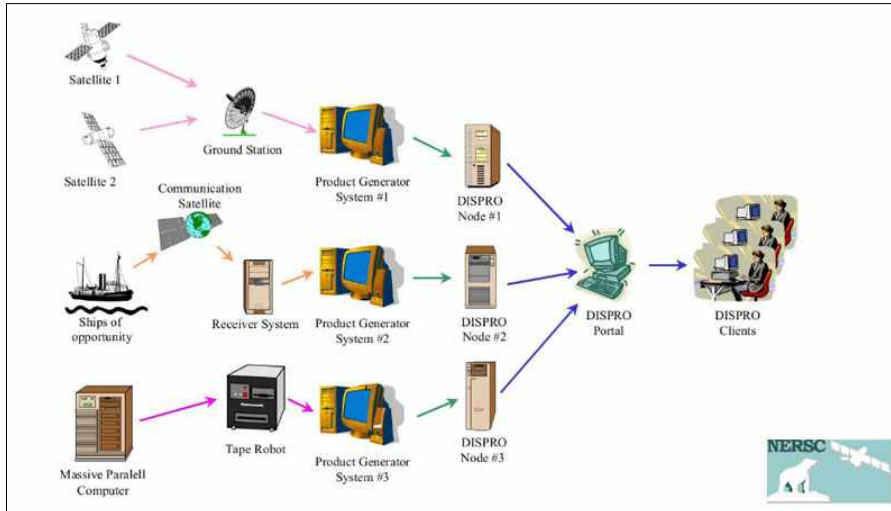 Satellite 1
Satellite 2
Ground Station
Product Generator
System #1
DISPRO
Node #1
Communication
Satellite
Ships of
opportunity
Receiver System
Product Generator
System #2
DISPRO
Node #2
DISPRO
Portal
DISPRO
Clients
Massive Paralell
Computer
Tape Robot
Product Generator
System #3
DISPRO
Node #3
NERSC